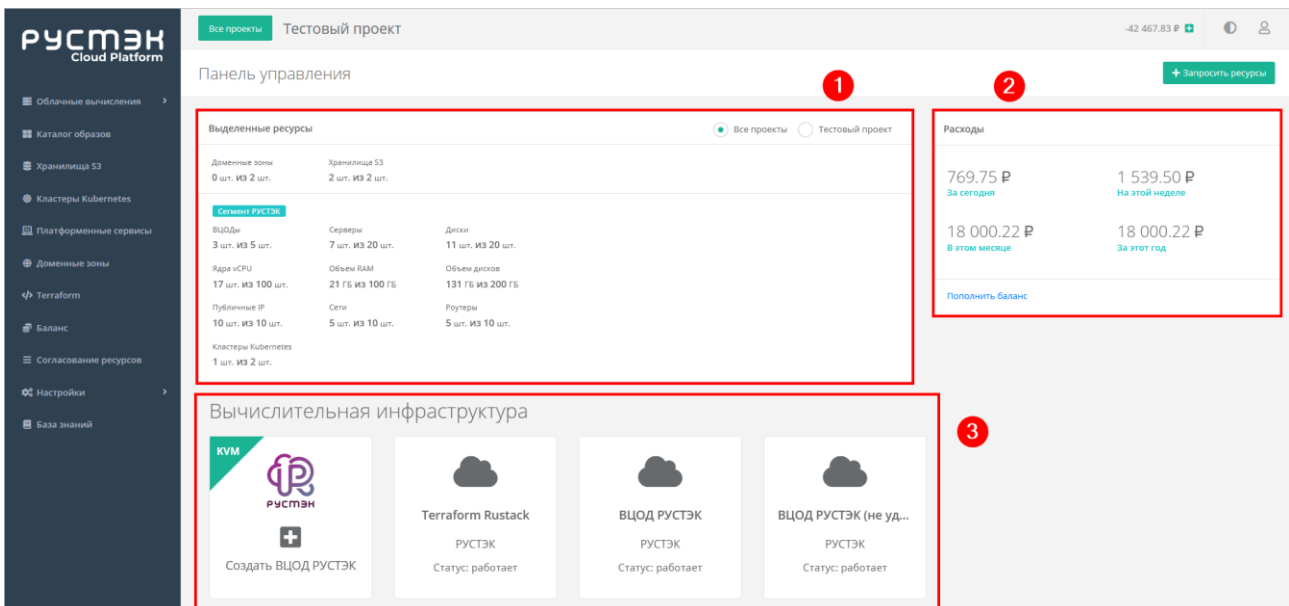 РУСТЭК
Cloud Platform
Все проекты Тестовый проект
-42 467.83 ₽
Панель управления
+ Запросить ресурсы
1
2
Облачные вычисления
Каталог образов
Хранилища S3
Кластеры Kubernetes
Платформенные сервисы
Доменные зоны
Terraform
Баланс
Согласование ресурсов
Настройки
База знаний
Выделенные ресурсы Все проекты Тестовый проект
Доменные зоны Хранилища S3
0 шт. ИЗ 2 шт. 2 шт. ИЗ 2 шт.
Сегмент РУСТЭК
ВЦОДы Серверы Диски
3 шт. ИЗ 5 шт. 7 шт. ИЗ 20 шт. 11 шт. ИЗ 20 шт.
Ядра vCPU Объем RAM Объем дисков
17 шт. ИЗ 100 шт. 21 ГБ ИЗ 100 ГБ 131 ГБ ИЗ 200 ГБ
Публичные IP Сети Роутеры
10 шт. ИЗ 10 шт. 5 шт. ИЗ 10 шт. 5 шт. ИЗ 10 шт.
Кластеры Kubernetes
1 шт. ИЗ 2 шт.
Расходы
769.75 ₽ 1 539.50 ₽
За сегодня На этой неделе
18 000.22 ₽ 18 000.22 ₽
В этом месяце За этот год
Пополнить баланс
3
Вычислительная инфраструктура
KVM
РУСТЭК
Создать ВЦОД РУСТЭК
Terraform Rustack
РУСТЭК
Статус: работает
ВЦОД РУСТЭК
РУСТЭК
Статус: работает
ВЦОД РУСТЭК (не уд...
РУСТЭК
Статус: работает